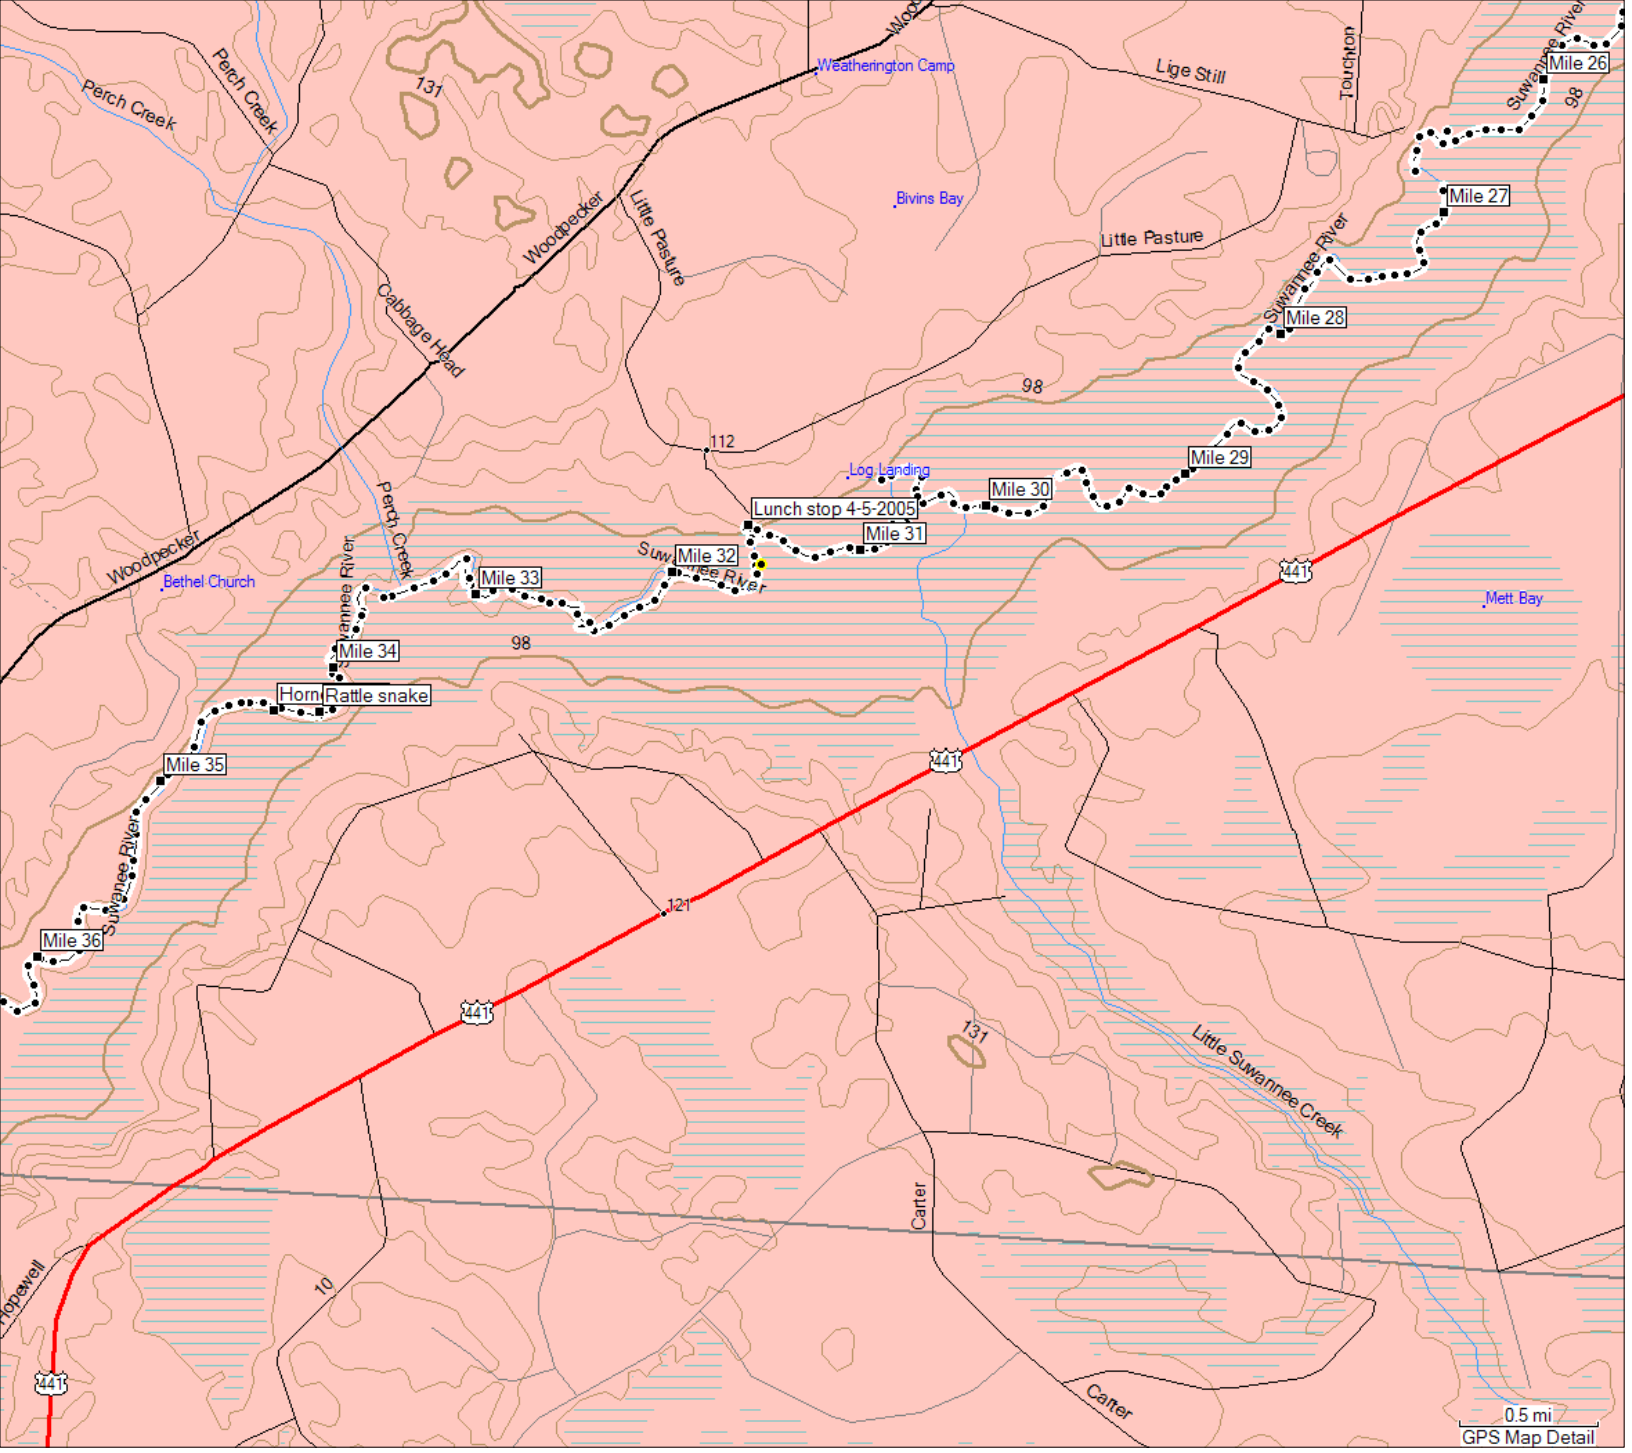 Wood
Suwannee River
Perch Creek
Perch Creek
131
Weatherington Camp
Lige Still
Touchton
Mile 26
98
Bivins Bay
Mile 27
Woodpecker
Little Pasture
Little Pasture
Suwannee River
Cabbage Head
Mile 28
98
112
Log Landing
Mile 29
Mile 30
Perch Creek
Lunch stop 4-5-2005
Mile 31
Woodpecker
Suwannee River
Mile 32
441
Bethel Church
Mile 33
Mett Bay
Suwannee River
98
Mile 34
Horn
Rattle snake
Mile 35
441
Suwanee River
121
Mile 36
441
131
Little Suwannee Creek
Carter
Hopewell
10
441
Carter
0.5 mi
GPS Map Detail